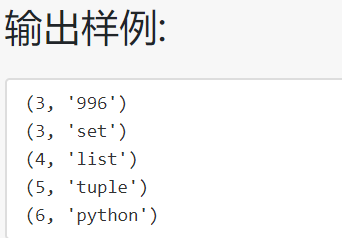 输出样例:
(3, '996')
(3, 'set')
(4, 'list')
(5, 'tuple')
(6, 'python')